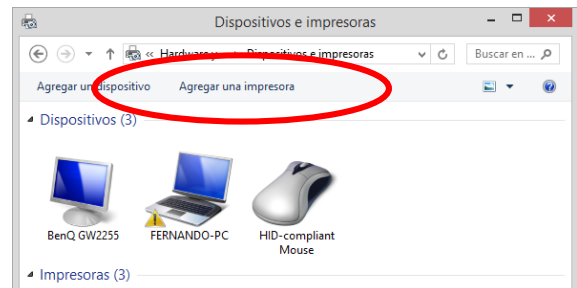 Dispositivos e impresoras
« Hardware y ... Dispositivos e impresoras Buscar en ...
Agregar un dispositivo Agregar una impresora
Dispositivos (3)
BenQ GW2255 FERNANDO-PC HID-compliant
Mouse
Impresoras (3)